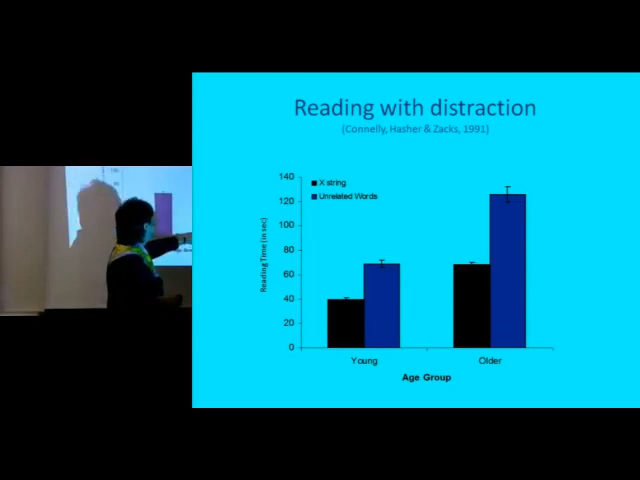 Reading with distraction
(Connelly, Hasher & Zacks, 1991)
X string
Unrelated Words
Reading Time (in sec)
140
120
100
80
60
40
20
0
Young
Older
Age Group